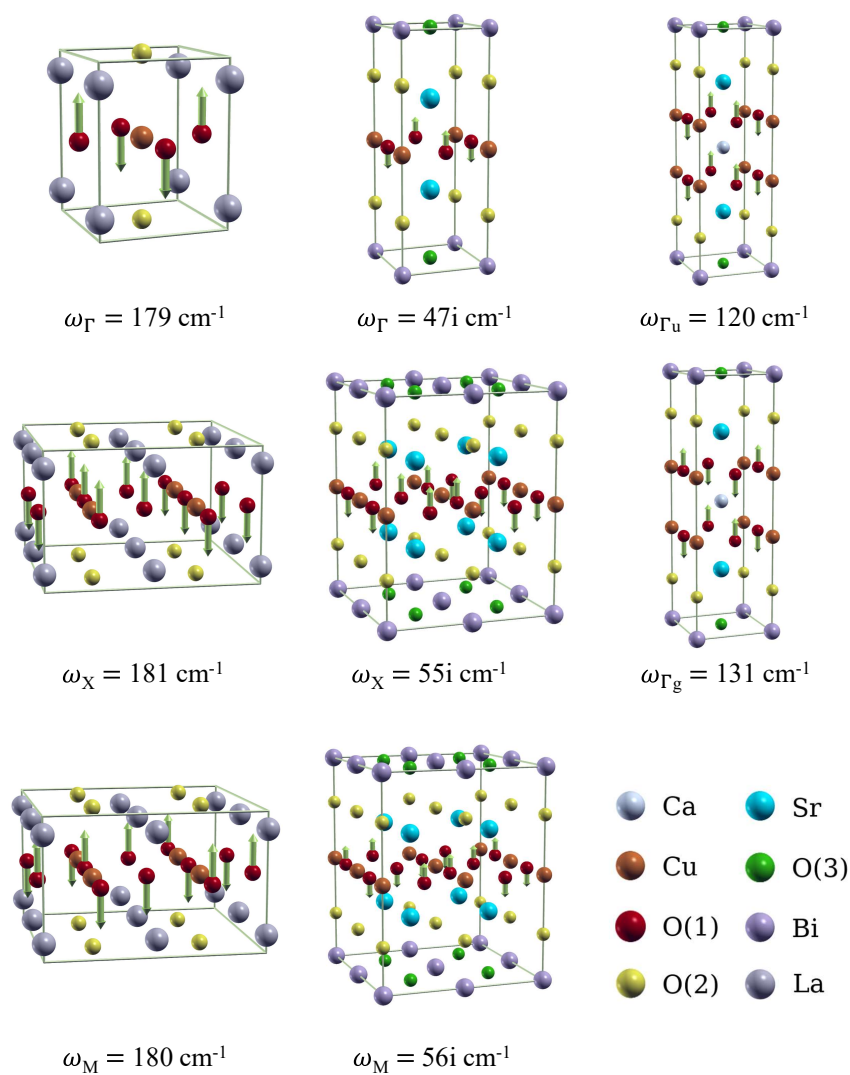 ω_Γ = 179 cm⁻¹ ω_Γ = 47i cm⁻¹ ω_Γu = 120 cm⁻¹
ω_X = 181 cm⁻¹ ω_X = 55i cm⁻¹ ω_Γg = 131 cm⁻¹
Ca Sr
Cu O(3)
O(1) Bi
O(2) La
ω_M = 180 cm⁻¹ ω_M = 56i cm⁻¹